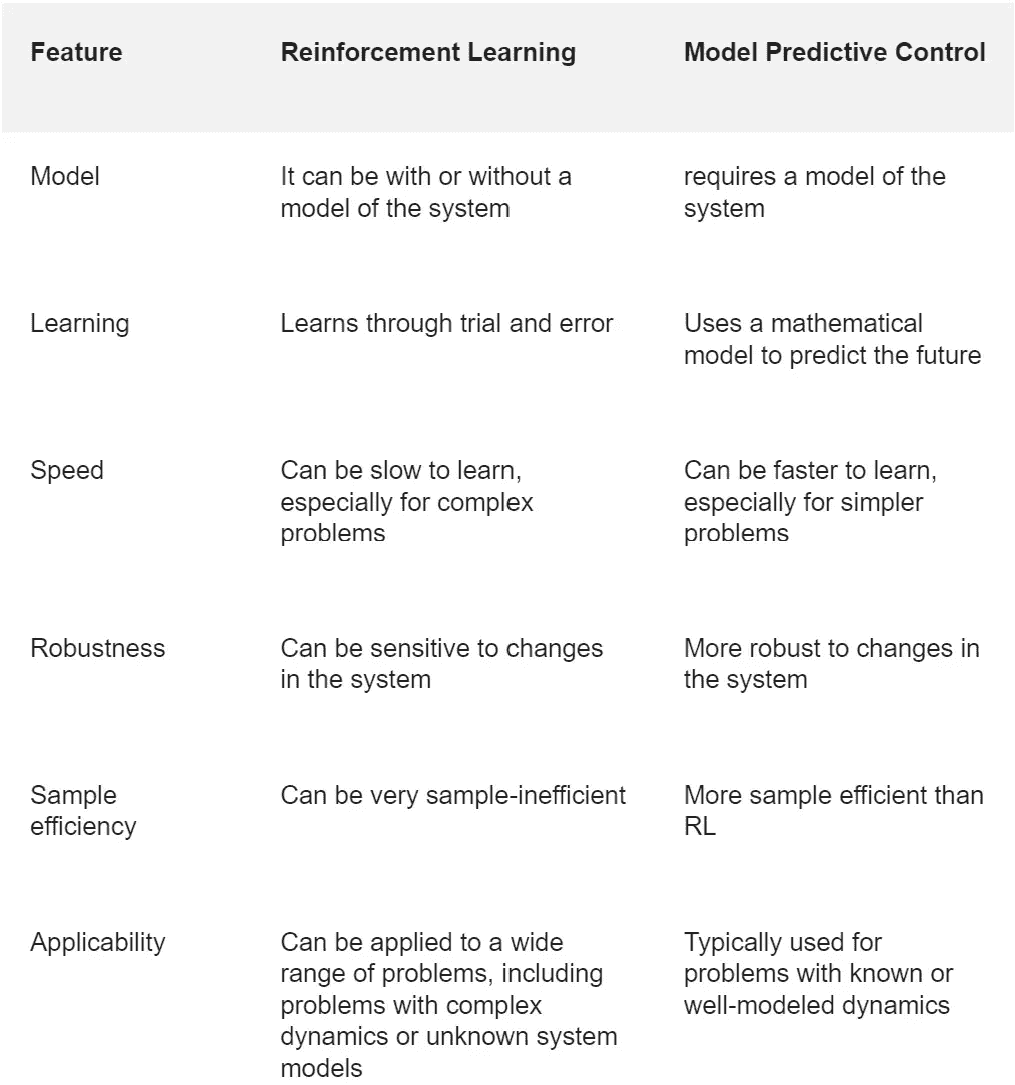 Feature Reinforcement Learning Model Predictive Control
Model It can be with or without a requires a model of the
model of the system system
Learning Learns through trial and error Uses a mathematical
model to predict the future
Speed Can be slow to learn, Can be faster to learn,
especially for complex especially for simpler
problems problems
Robustness Can be sensitive to changes More robust to changes in
in the system the system
Sample Can be very sample-inefficient More sample efficient than
efficiency RL
Applicability Can be applied to a wide Typically used for
range of problems, including problems with known or
problems with complex well-modeled dynamics
dynamics or unknown system
models